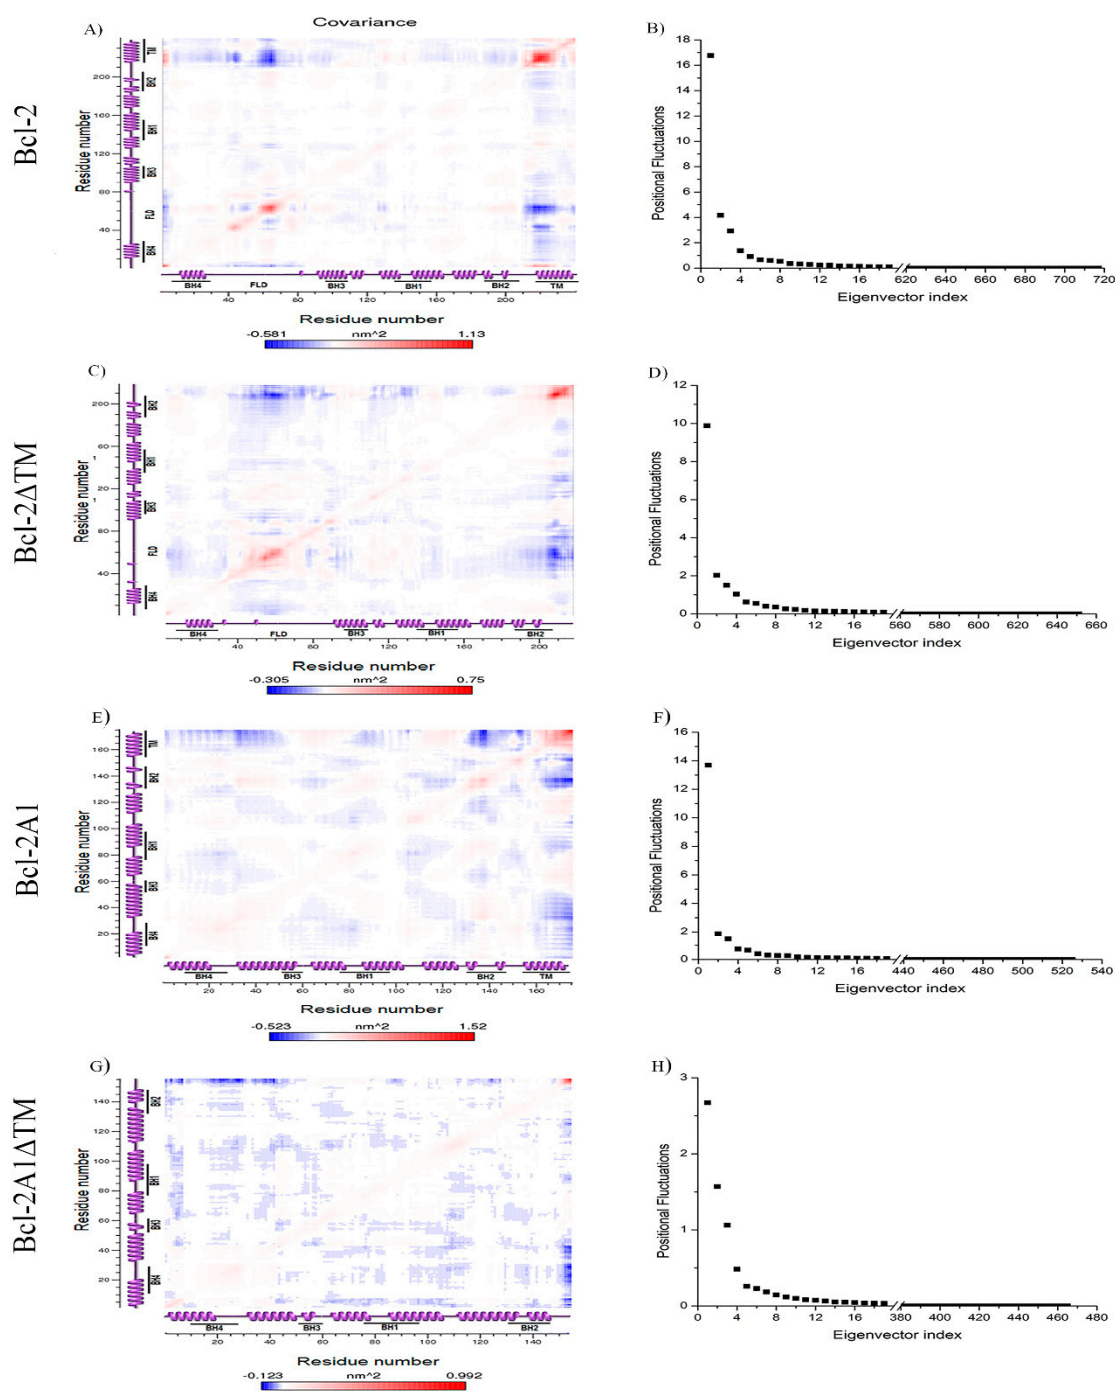 Covariance
A)
Bcl-2
Residue number
200
160
120
80
40
TM
BH2
BH1
BH3
FLD
BH4
BH4 FLD BH3 BH1 BH2 TM
40 80 120 160 200
Residue number
-0.581 nm^2 1.13
B)
Positional Fluctuations
18
16
14
12
10
8
6
4
2
0
0 4 8 12 16 620 640 660 680 700 720
Eigenvector index
C)
Bcl-2ΔTM
Residue number
200
60
1
20
1
80
40
BH2
BH1
BH3
FLD
BH4
BH4 FLD BH3 BH1 BH2
40 80 120 160 200
Residue number
-0.305 nm^2 0.75
D)
Positional Fluctuations
12
10
8
6
4
2
0
0 4 8 12 16 560 580 600 620 640 660
Eigenvector index
E)
Bcl-2A1
Residue number
160
140
120
100
80
60
40
20
TM
BH2
BH1
BH3
BH4
BH4 BH3 BH1 BH2 TM
20 40 60 80 100 120 140 160
Residue number
-0.523 nm^2 1.52
F)
Positional Fluctuations
16
14
12
10
8
6
4
2
0
0 4 8 12 16 440 460 480 500 520 540
Eigenvector index
G)
Bcl-2A1ΔTM
Residue number
140
120
100
80
60
40
20
BH2
BH1
BH3
BH4
BH4 BH3 BH1 BH2
20 40 60 80 100 120 140
Residue number
-0.123 nm^2 0.992
H)
Positional Fluctuations
3
2
1
0
0 4 8 12 16 380 400 420 440 460 480
Eigenvector index